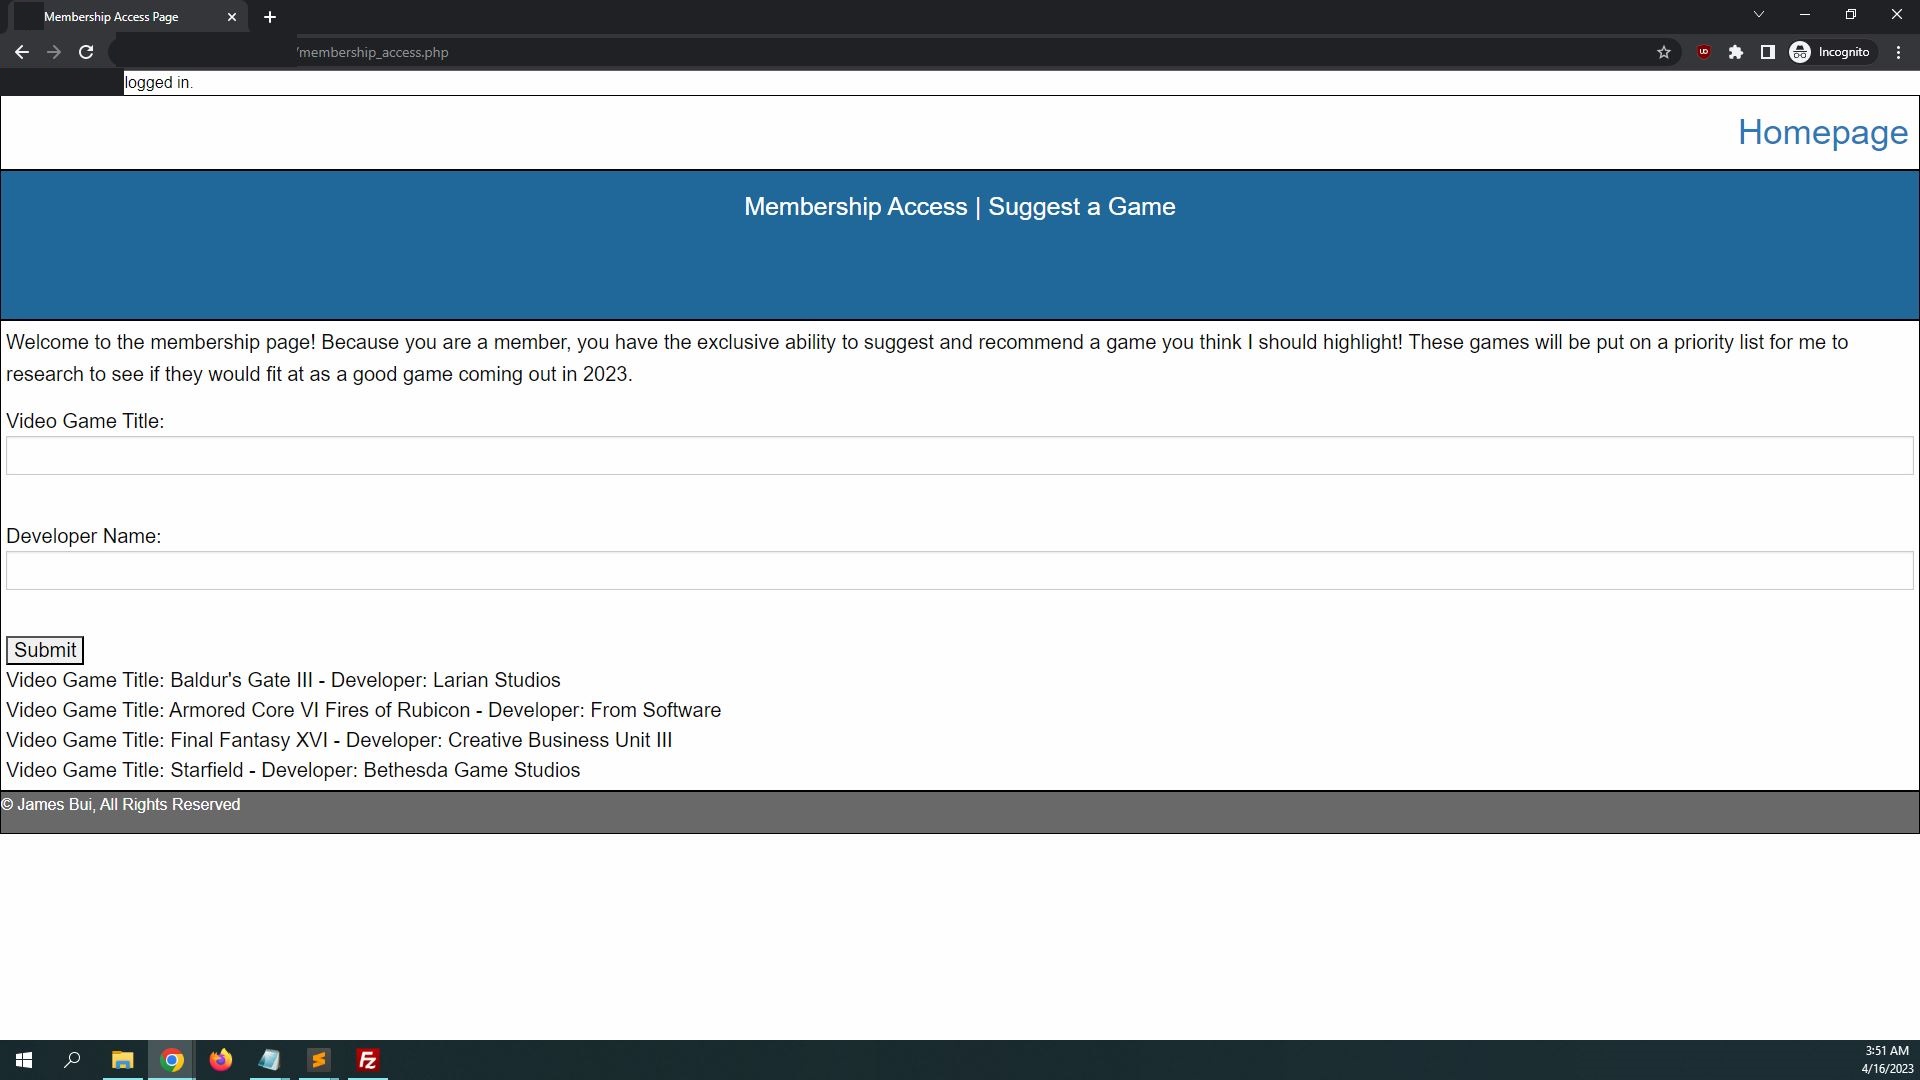 Membership Access Page
/membership_access.php
Incognito
logged in.
Homepage
Membership Access | Suggest a Game
Welcome to the membership page! Because you are a member, you have the exclusive ability to suggest and recommend a game you think I should highlight! These games will be put on a priority list for me to
research to see if they would fit at as a good game coming out in 2023.
Video Game Title:
Developer Name:
Submit
Video Game Title: Baldur's Gate III - Developer: Larian Studios
Video Game Title: Armored Core VI Fires of Rubicon - Developer: From Software
Video Game Title: Final Fantasy XVI - Developer: Creative Business Unit III
Video Game Title: Starfield - Developer: Bethesda Game Studios
© James Bui, All Rights Reserved
Fz
3:51 AM
4/16/2023